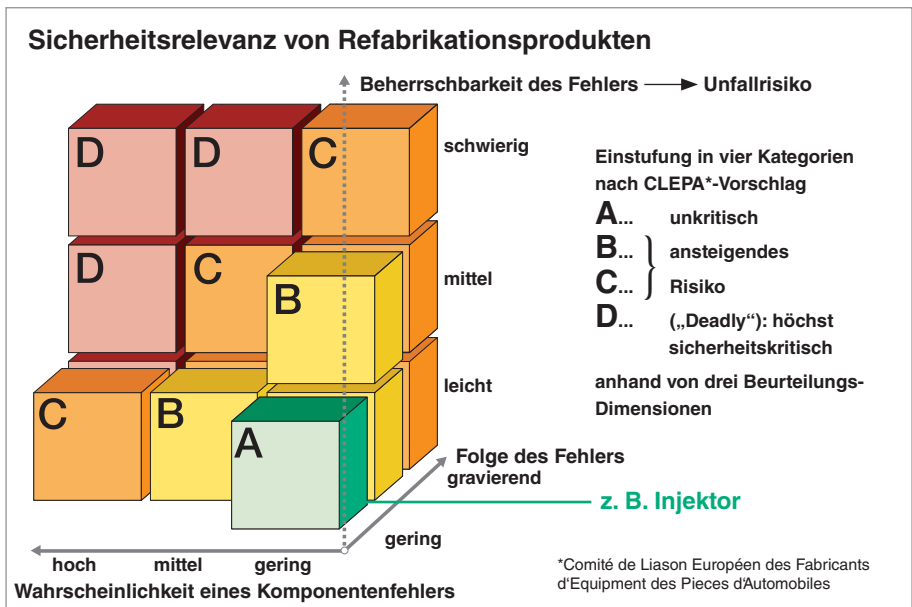 Sicherheitsrelevanz von Refabrikationsprodukten
Beherrschbarkeit des Fehlers
Unfallrisiko
D
D
C
schwierig
D
C
B
mittel
C
B
A
leicht
Einstufung in vier Kategorien
nach CLEPA*-Vorschlag
A... unkritisch
B... ansteigendes
C... Risiko
D... („Deadly“): höchst
sicherheitskritisch
anhand von drei Beurteilungs-
Dimensionen
Folge des Fehlers
gravierend
z. B. Injektor
gering
hoch
mittel
gering
Wahrscheinlichkeit eines Komponentenfehlers
*Comité de Liason Européen des Fabricants
d‘Equipment des Pieces d‘Automobiles